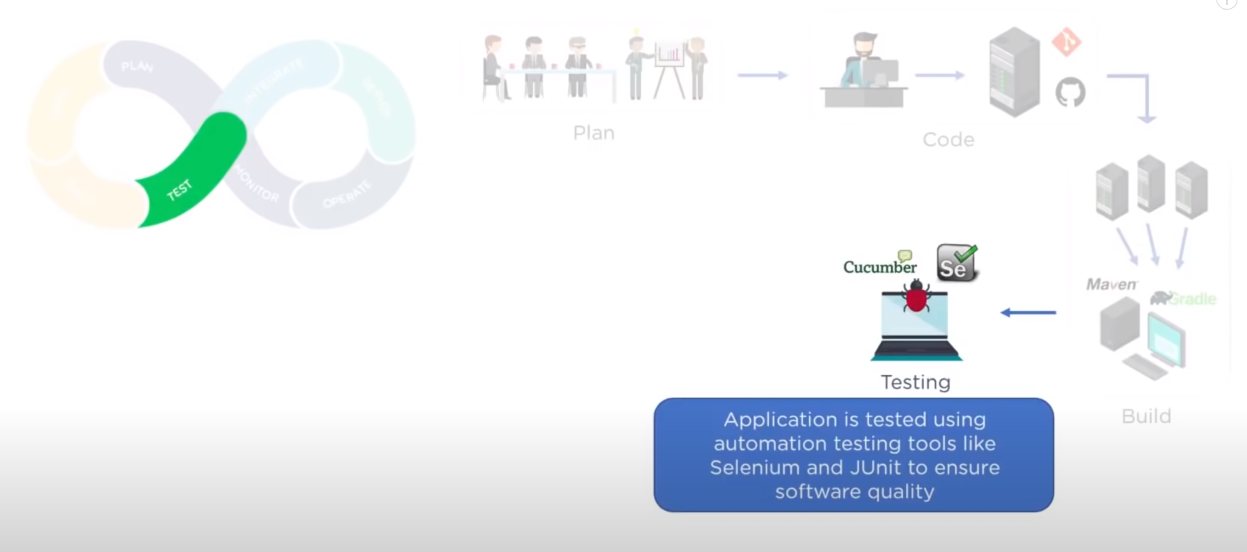 PLAN
INTEGRATE
TEST
MONITOR
OPERATE
Plan
Code
Cucumber
Se
Maven
Gradle
Testing
Build
Application is tested using
automation testing tools like
Selenium and JUnit to ensure
software quality